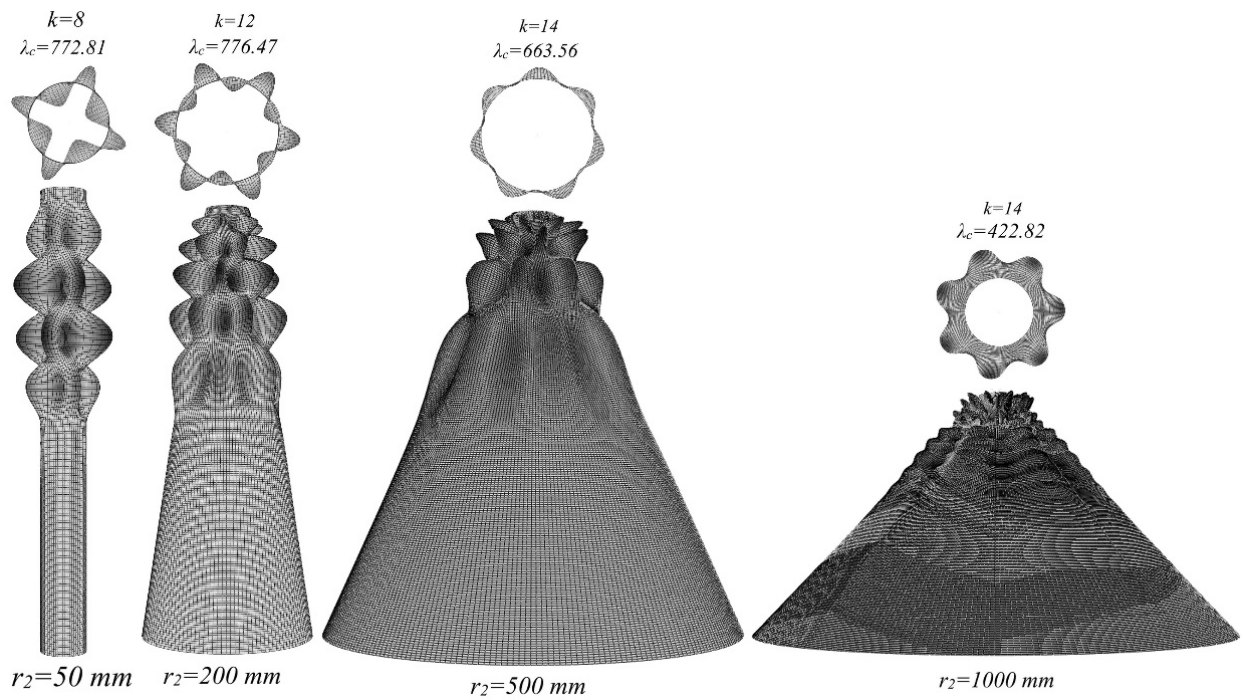 k=8
λc=772.81
k=12
λc=776.47
k=14
λc=663.56
k=14
λc=422.82
r2=50 mm
r2=200 mm
r2=500 mm
r2=1000 mm